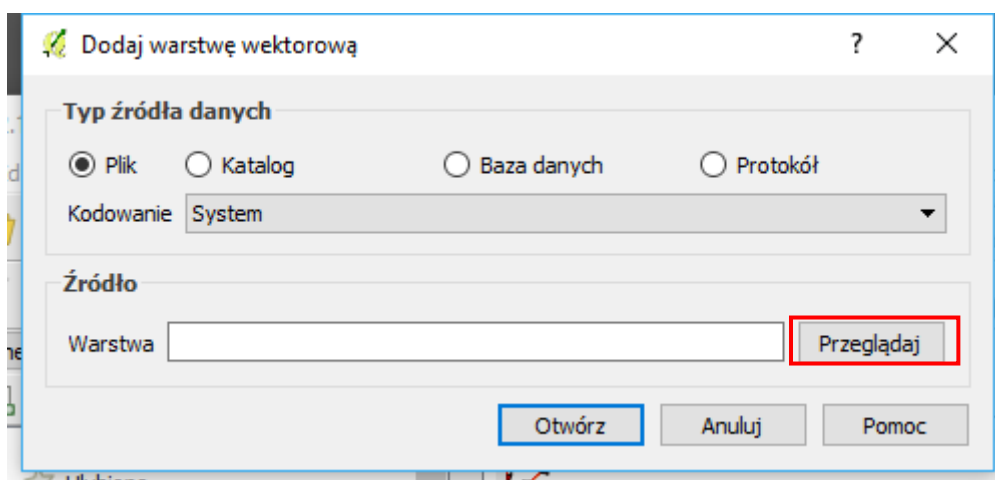 Dodaj warstwę wektorową ? ×
Typ źródła danych
Plik Katalog Baza danych Protokół
Kodowanie System
Źródło
Warstwa Przeglądaj
Otwórz Anuluj Pomoc